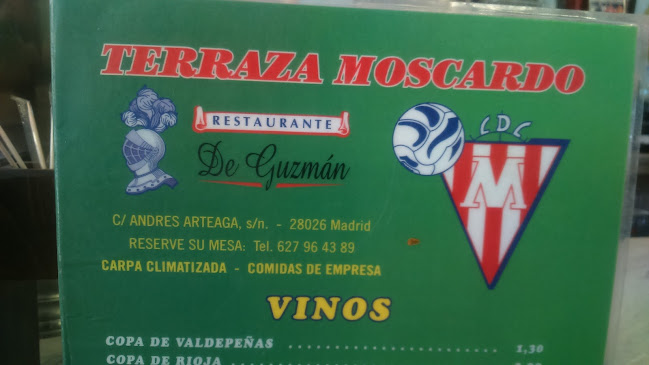 TERRAZA MOSCARDO
RESTAURANTE
De Guzmán
C.D.C.
M
C/ ANDRES ARTEAGA, s/n. - 28026 Madrid
RESERVE SU MESA: Tel. 627 96 43 89
CARPA CLIMATIZADA - COMIDAS DE EMPRESA
VINOS
COPA DE VALDEPEÑAS ........................ 1,30
COPA DE RIOJA